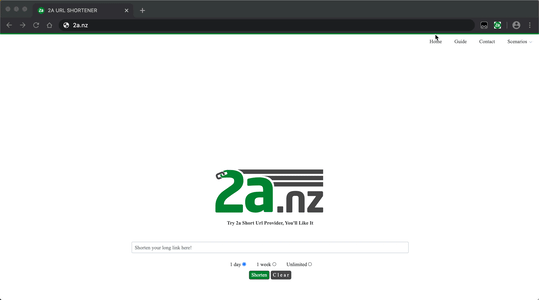 2A URL SHORTENER
2a.nz
Home Guide Contact Scenarios
2a.nz
Try 2a Short Url Provider, You'll Like It
Shorten your long link here!
1 day 1 week Unlimited
Shorten Clear